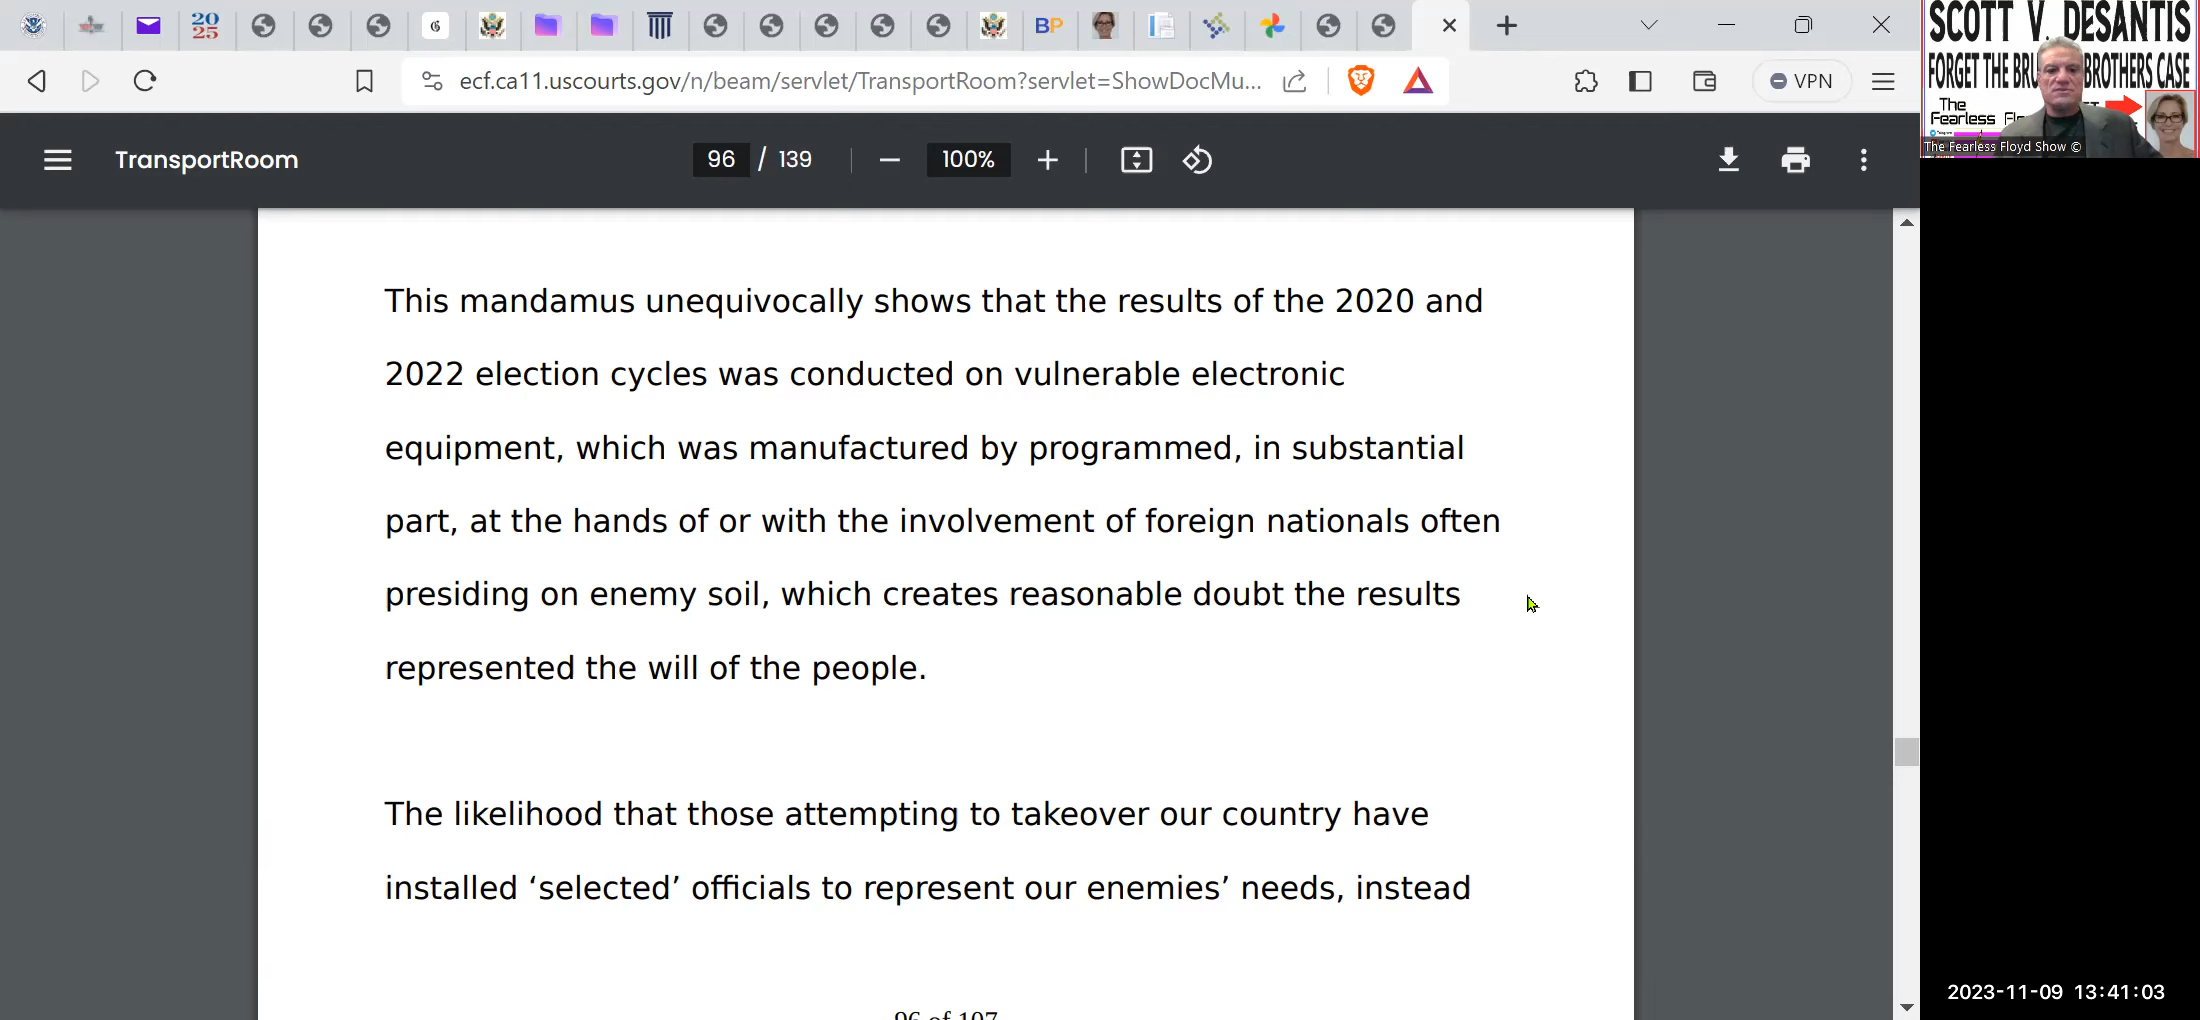 20
25
6
BP
ecf.ca11.uscourts.gov/n/beam/servlet/TransportRoom?servlet=ShowDocMu...
VPN
TransportRoom
96 / 139
100%
This mandamus unequivocally shows that the results of the 2020 and
2022 election cycles was conducted on vulnerable electronic
equipment, which was manufactured by programmed, in substantial
part, at the hands of or with the involvement of foreign nationals often
presiding on enemy soil, which creates reasonable doubt the results
represented the will of the people.
The likelihood that those attempting to takeover our country have
installed ‘selected’ officials to represent our enemies’ needs, instead
96 of 107
SCOTT V. DESANTIS
FORGET THE BROTHERS CASE
The
Fearless
The Fearless Floyd Show ©
2023-11-09 13:41:03